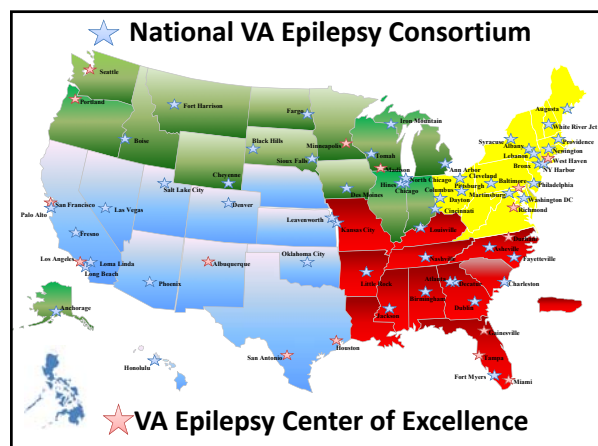 National VA Epilepsy Consortium
Seattle
Portland
Fort Harrison
Fargo
Iron Mountain
Augusta
Boise
Black Hills
Minneapolis
Tomah
Madison
Syracuse
White River Jct
Albany
Providence
Newington
Lebanon
West Haven
Bronx
NY Harbor
Cheyenne
Sioux Falls
Ann Arbor
Hines
North Chicago
Chicago
Cleveland
Columbus
Pittsburgh
Baltimore
Philadelphia
Martinsburg
Washington DC
Dayton
Cincinnati
Richmond
Salt Lake City
Denver
Des Moines
San Francisco
Palo Alto
Las Vegas
Leavenworth
Kansas City
Louisville
Fresno
Oklahoma City
Nashville
Durham
Asheville
Fayetteville
Los Angeles
Loma Linda
Long Beach
Albuquerque
Phoenix
Little Rock
Atlanta
Decatur
Charleston
Birmingham
Dublin
Jackson
Anchorage
Gainesville
Houston
San Antonio
Honolulu
Tampa
Fort Myers
Miami
VA Epilepsy Center of Excellence